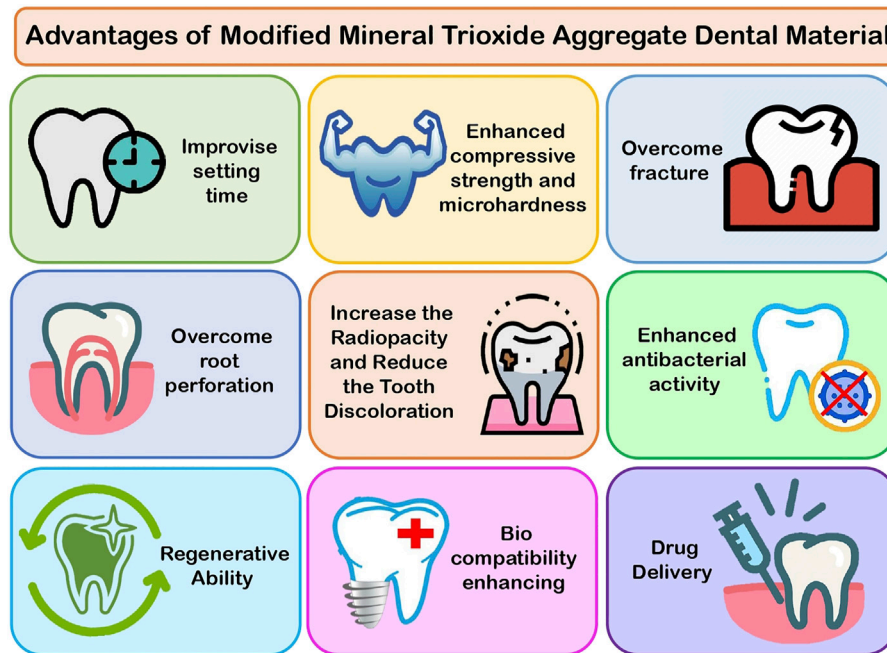 Advantages of Modified Mineral Trioxide Aggregate Dental Material
Improvise
setting
time
Enhanced
compressive
strength and
microhardness
Overcome
fracture
Overcome
root
perforation
Increase the
Radiopacity
and Reduce
the Tooth
Discoloration
Enhanced
antibacterial
activity
Regenerative
Ability
Bio
compatibility
enhancing
Drug
Delivery